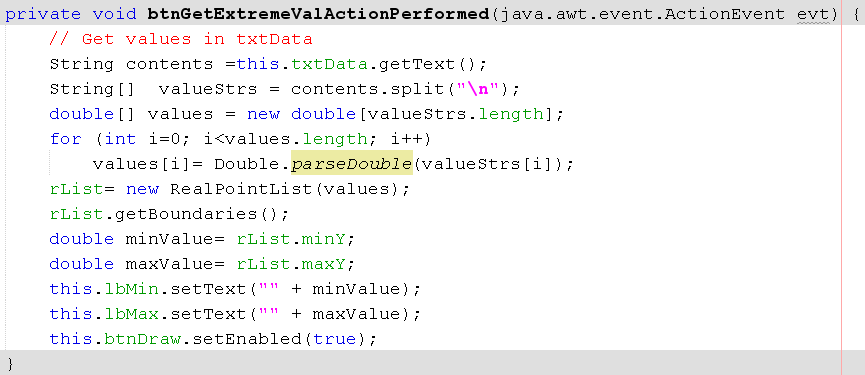 private void btnGetExtremeValActionPerformed(java.awt.event.ActionEvent evt) {
// Get values in txtData
String contents =this.txtData.getText();
String[]  valueStrs = contents.split("\n");
double[] values = new double[valueStrs.length];
for (int i=0; i<values.length; i++)
values[i]= Double.parseDouble(valueStrs[i]);
rList= new RealPointList(values);
rList.getBoundaries();
double minValue= rList.minY;
double maxValue= rList.maxY;
this.lbMin.setText("" + minValue);
this.lbMax.setText("" + maxValue);
this.btnDraw.setEnabled(true);
}